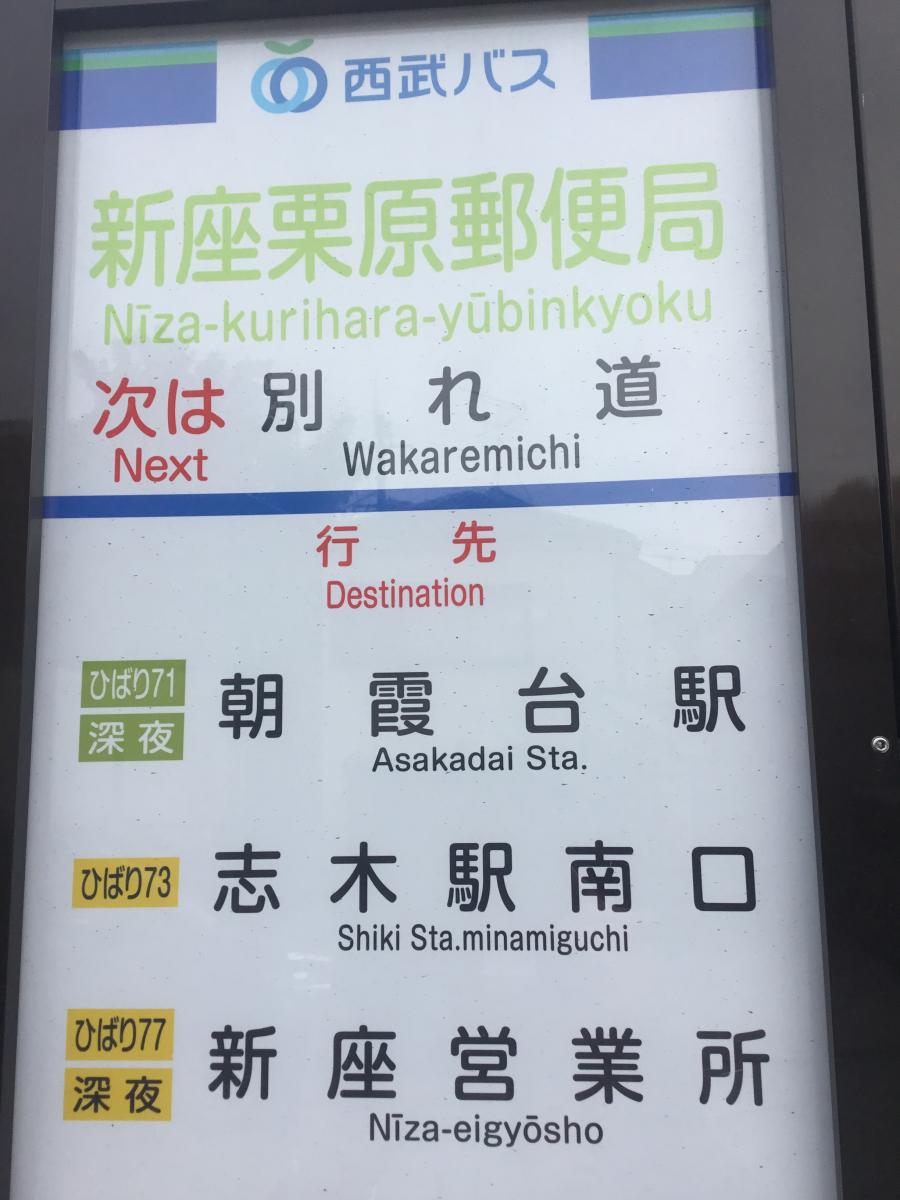 西武バス
新座栗原郵便局
Nīza-kurihara-yūbinkyoku
次は 別れ道
Next Wakaremichi
行先
Destination
ひばり71
深夜
朝霞台駅
Asakadai Sta.
ひばり73 志木駅南口
Shiki Sta.minamiguchi
ひばり77
深夜
新座営業所
Nīza-eigyōsho